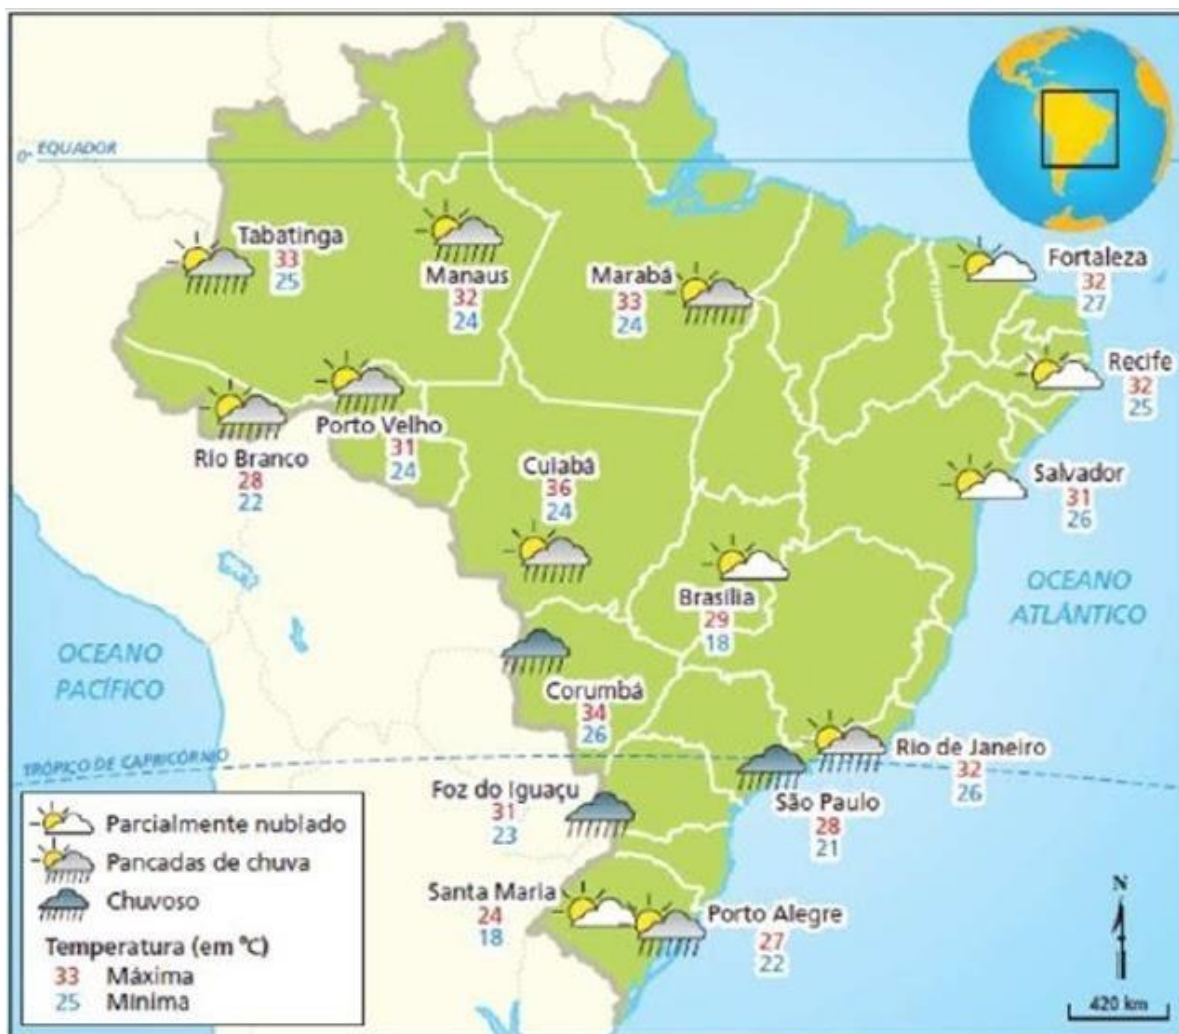 0° EQUADOR
Tabatinga
33
25
Manaus
32
24
Marabá
33
24
Fortaleza
32
27
Recife
32
25
Porto Velho
31
24
Rio Branco
28
22
Cuiabá
36
24
Salvador
31
26
Brasília
29
18
OCEANO
ATLÂNTICO
OCEANO
PACÍFICO
Corumbá
34
26
TRÓPICO DE CAPRICÓRNIO
Rio de Janeiro
32
26
Foz do Iguaçu
31
23
São Paulo
28
21
Santa Maria
24
18
Porto Alegre
27
22
Parcialmente nublado
Pancadas de chuva
Chuvoso
Temperatura (em °C)
33 Máxima
25 Mínima
N
420 km